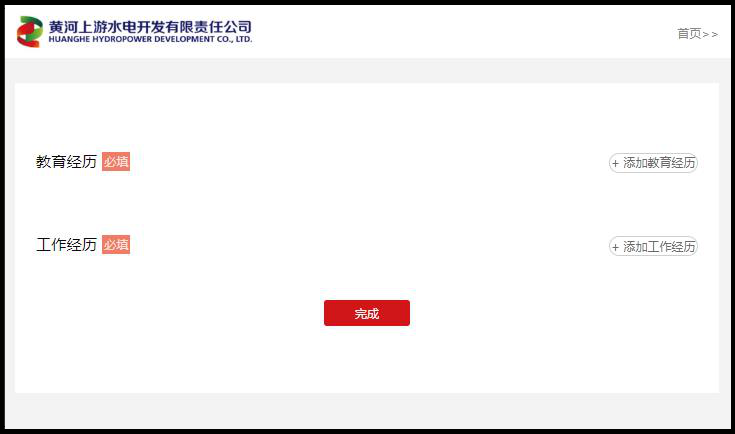 黄河上游水电开发有限责任公司
HUANGHE HYDROPOWER DEVELOPMENT CO., LTD.
首页>>
教育经历 必填
+ 添加教育经历
工作经历 必填
+ 添加工作经历
完成